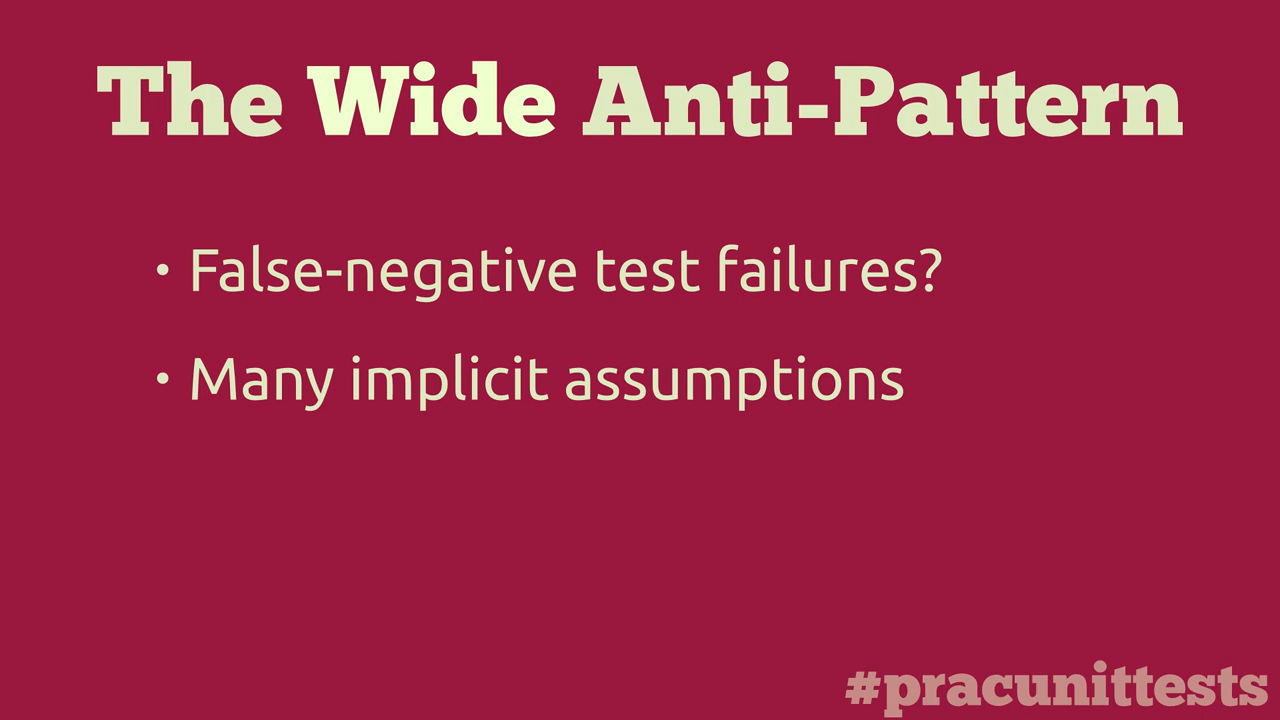 The Wide Anti-Pattern
• False-negative test failures?
• Many implicit assumptions
#pracunittests